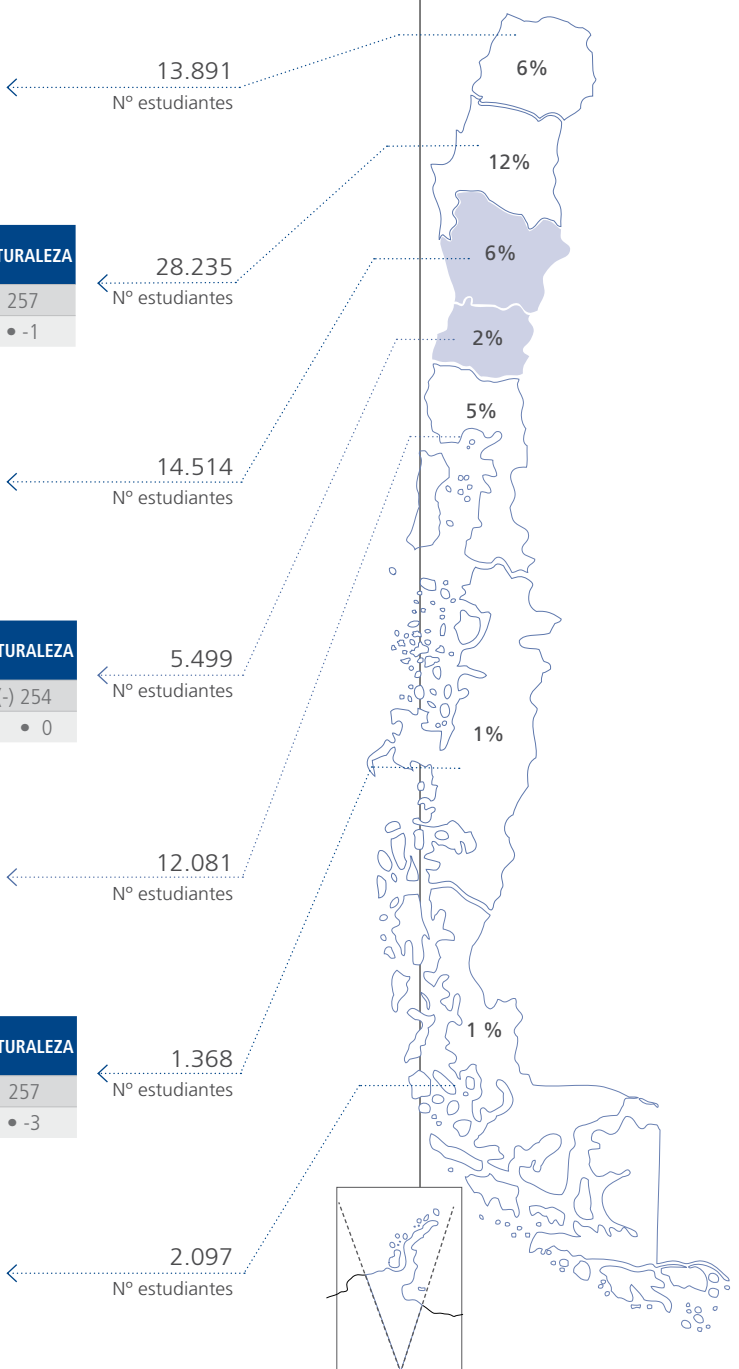 6%
13.891
Nº estudiantes
12%
TURALEZA
257
• -1
28.235
Nº estudiantes
6%
2%
5%
14.514
Nº estudiantes
TURALEZA
(-) 254
• 0
5.499
Nº estudiantes
1%
12.081
Nº estudiantes
TURALEZA
257
• -3
1 %
1.368
Nº estudiantes
2.097
Nº estudiantes